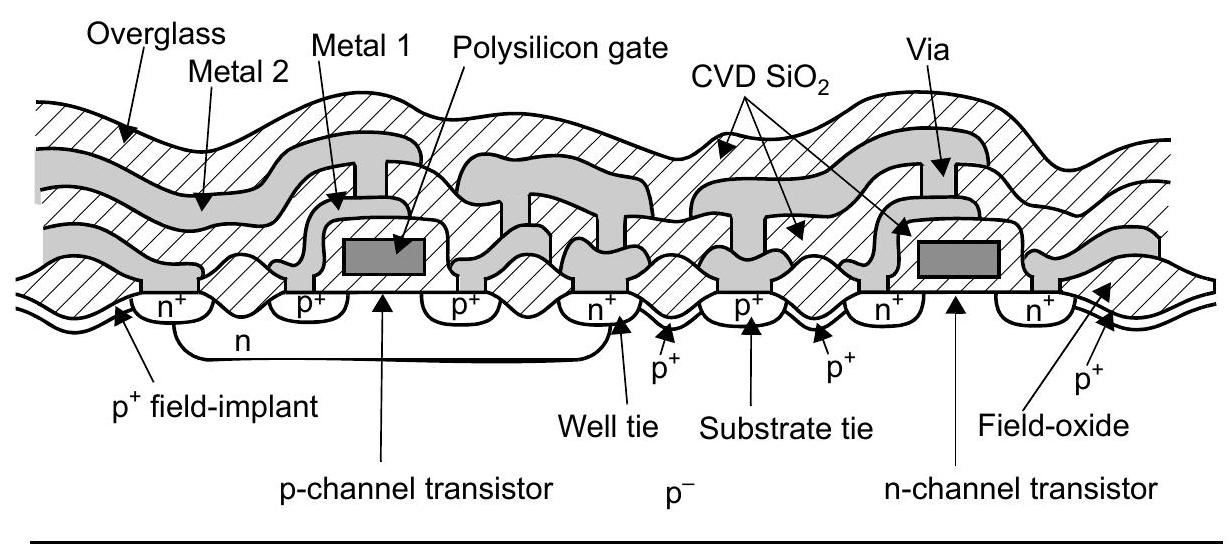 Overglass
Metal 2
Metal 1
Polysilicon gate
CVD SiO₂
Via
n⁺
p⁺
p⁺
n⁺
p⁺
n⁺
n⁺
n
p⁺
p⁺
p⁺
p⁺ field-implant
Well tie
Substrate tie
Field-oxide
p-channel transistor
p⁻
n-channel transistor